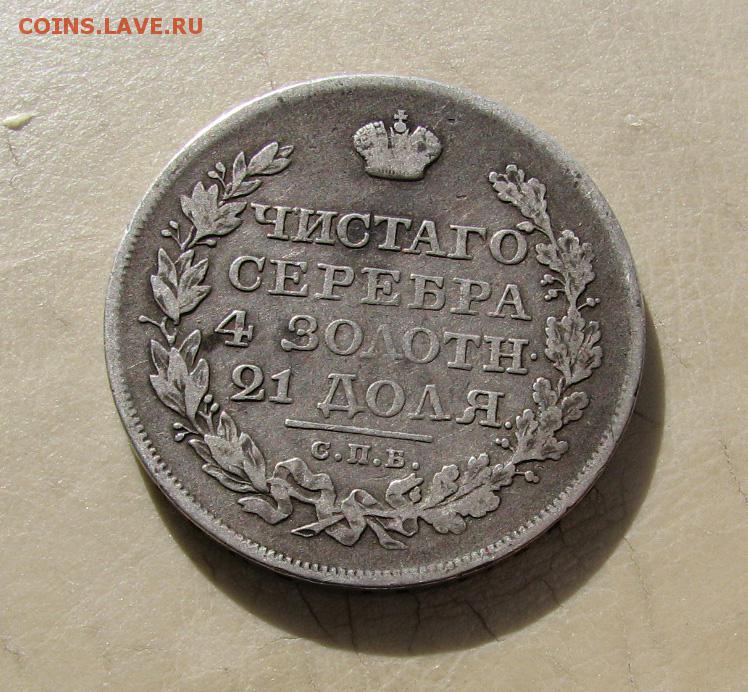 COINS.LAVE.RU
ЧИСТАГО
СЕРЕБРА
4 ЗОЛОТН·
21 ДОЛЯ.
С.П.Б.